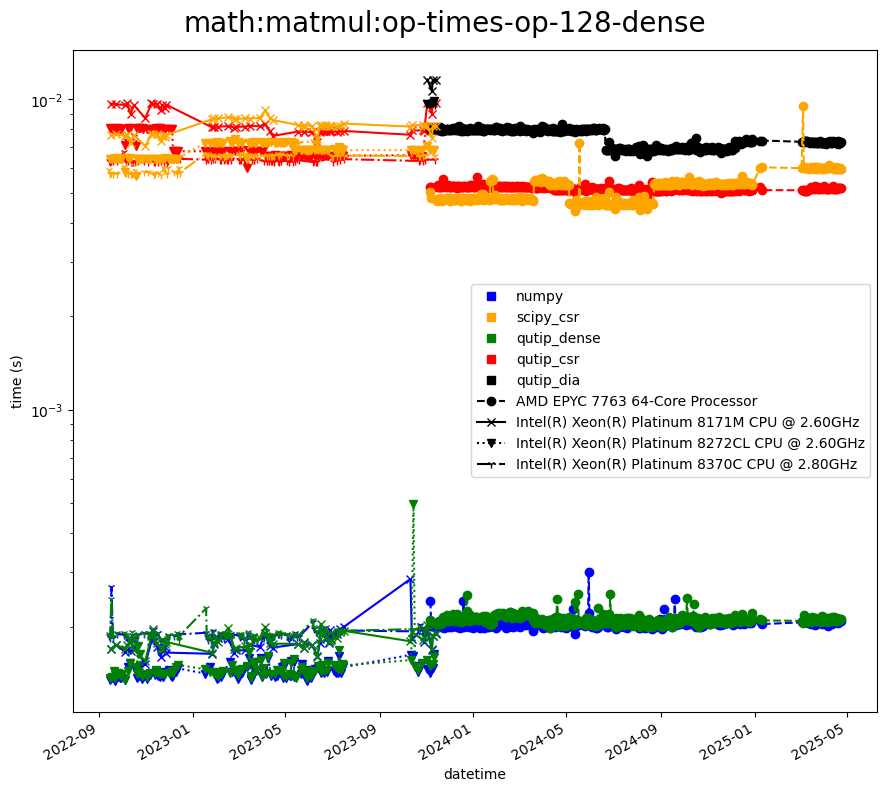 math:matmul:op-times-op-128-dense
time (s)
10⁻²
10⁻³
numpy
scipy_csr
qutip_dense
qutip_csr
qutip_dia
AMD EPYC 7763 64-Core Processor
Intel(R) Xeon(R) Platinum 8171M CPU @ 2.60GHz
Intel(R) Xeon(R) Platinum 8272CL CPU @ 2.60GHz
Intel(R) Xeon(R) Platinum 8370C CPU @ 2.80GHz
2022-09
2023-01
2023-05
2023-09
2024-01
2024-05
2024-09
2025-01
2025-05
datetime